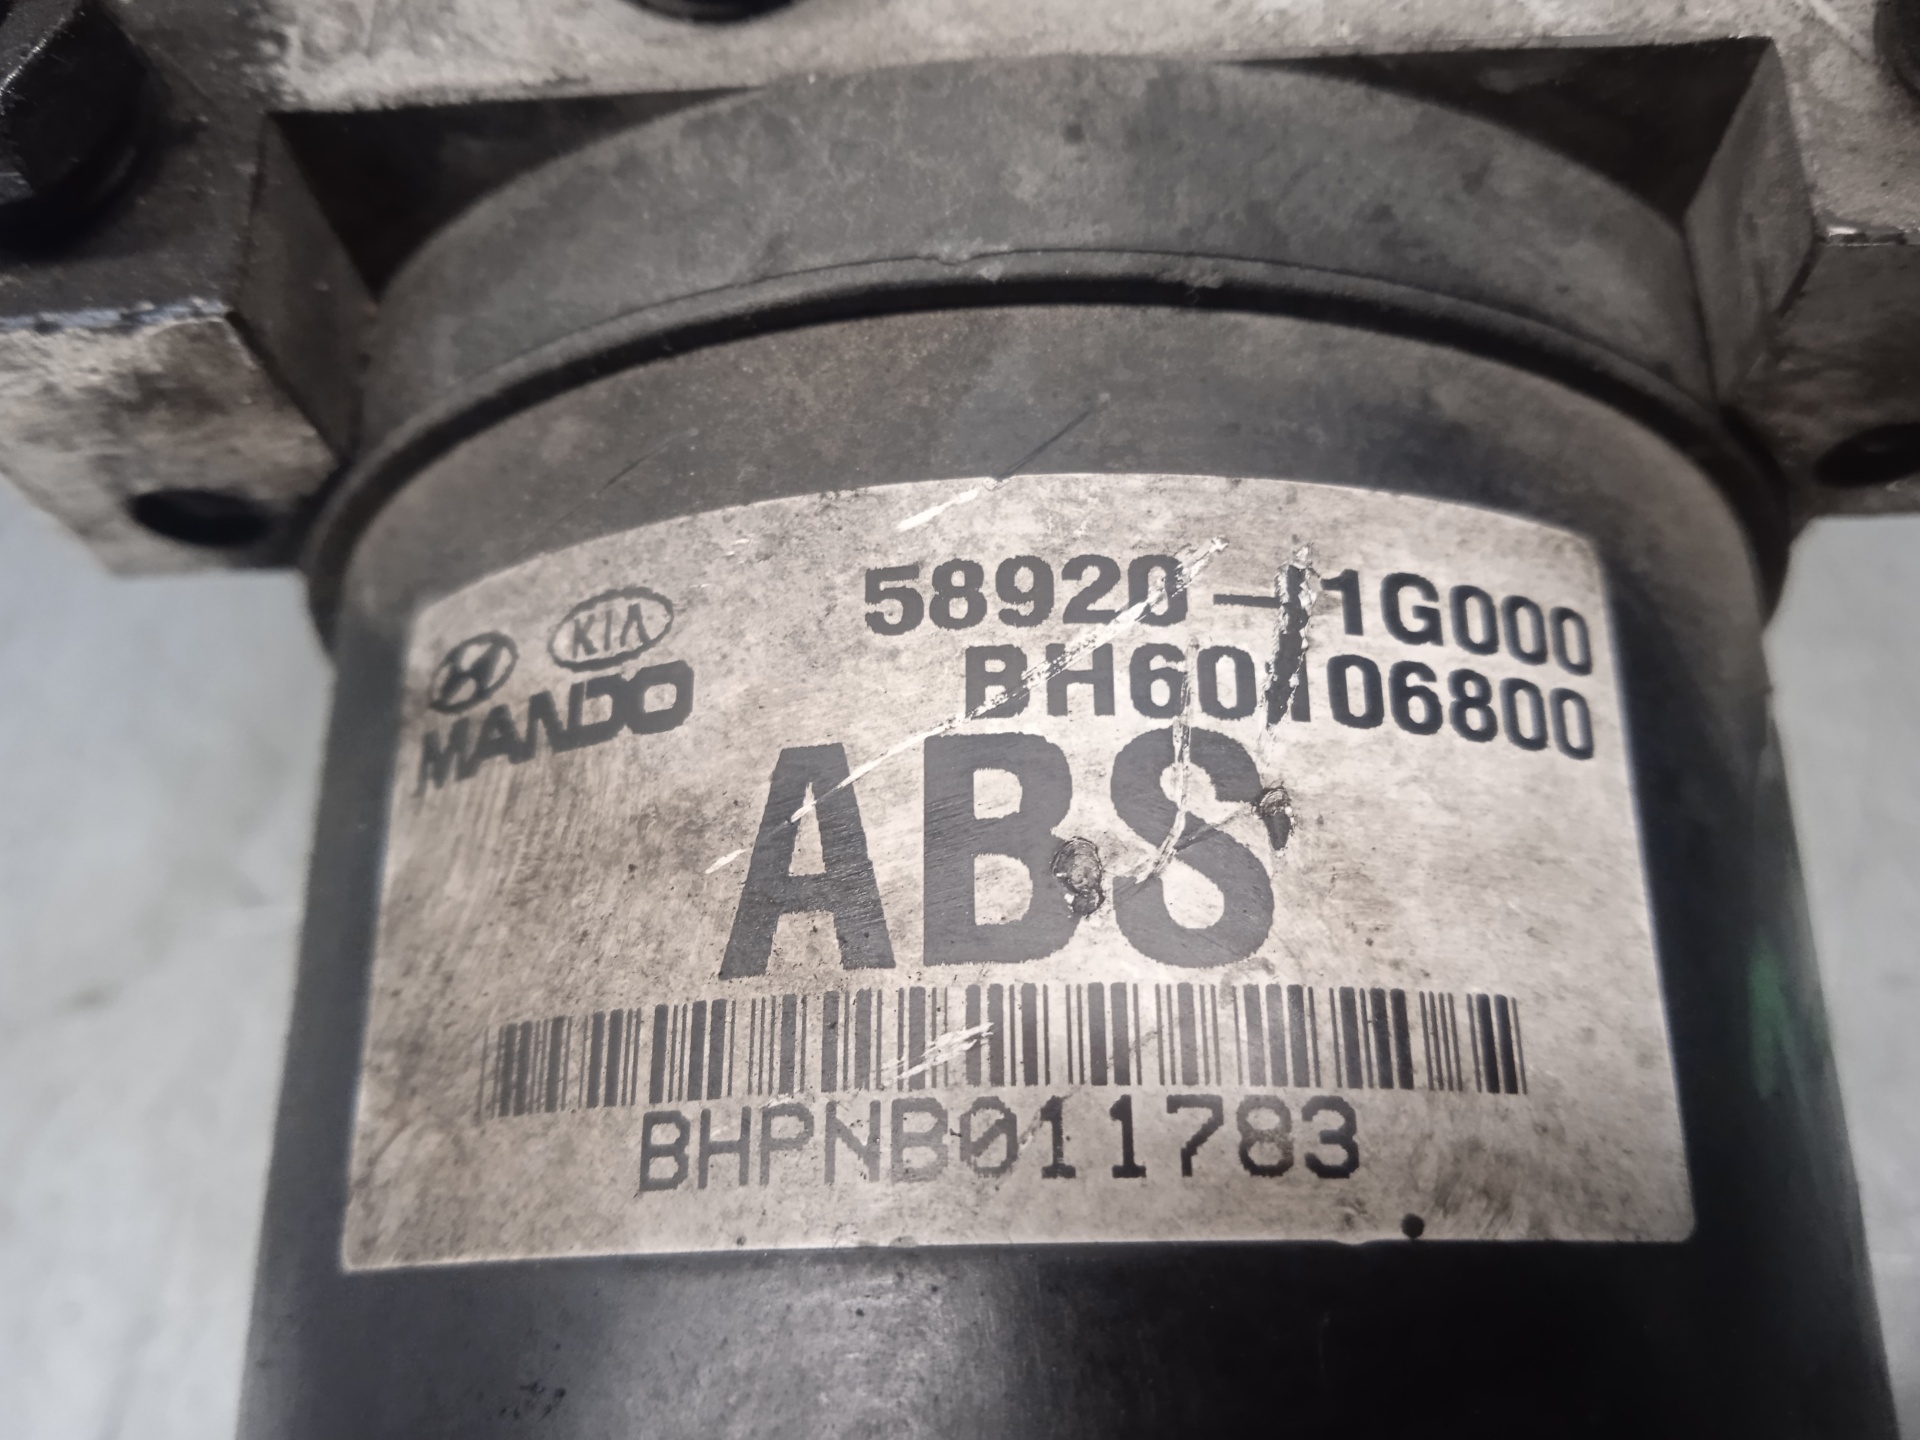 58920-1G000
KIA
BH60106800
MANDO
ABS
BHPNB011783